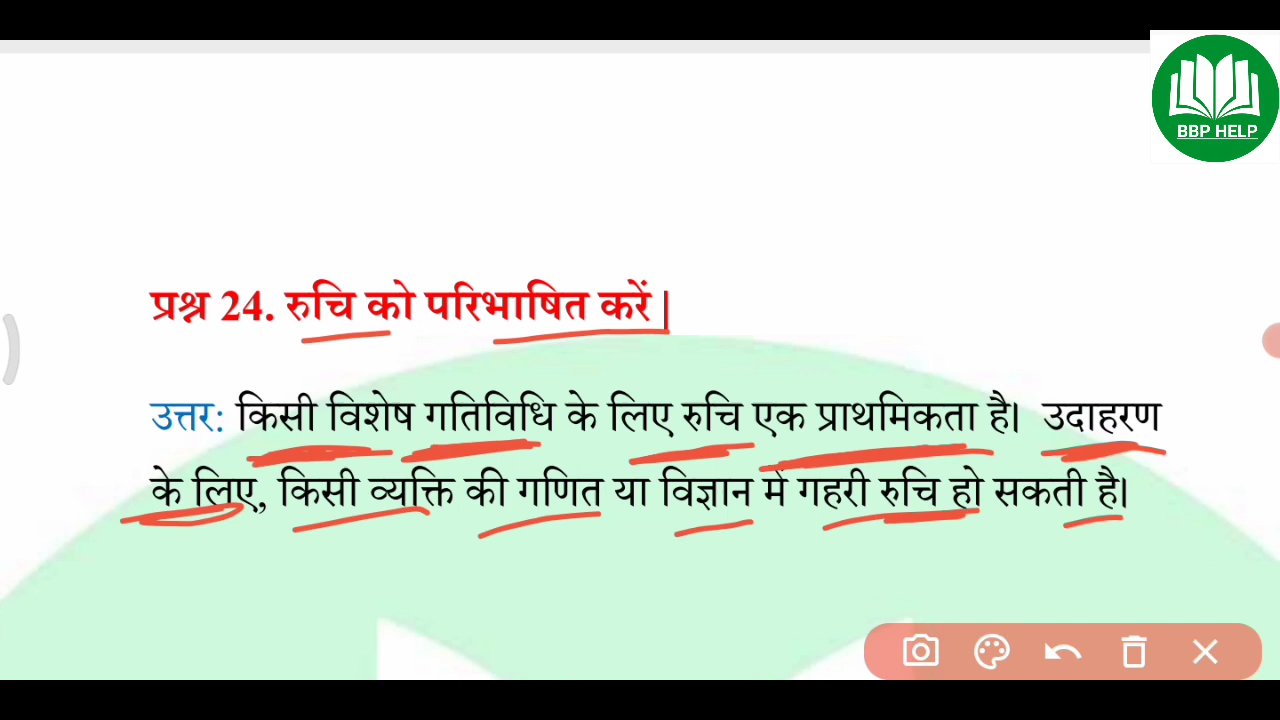 BBP HELP
प्रश्न 24. रुचि को परिभाषित करें |
उत्तर: किसी विशेष गतिविधि के लिए रुचि एक प्राथमिकता है। उदाहरण
के लिए, किसी व्यक्ति की गणित या विज्ञान में गहरी रुचि हो सकती है।